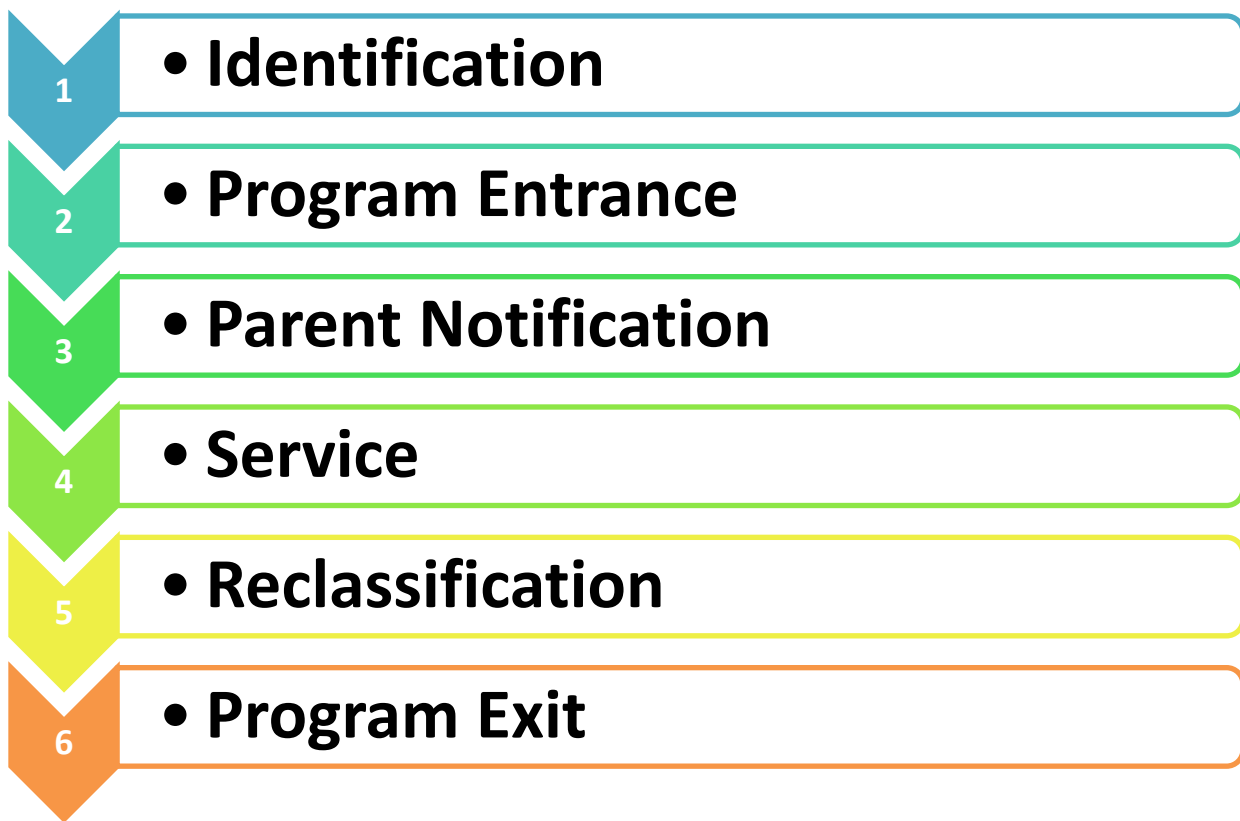 1 • Identification
2 • Program Entrance
3 • Parent Notification
4 • Service
5 • Reclassification
6 • Program Exit